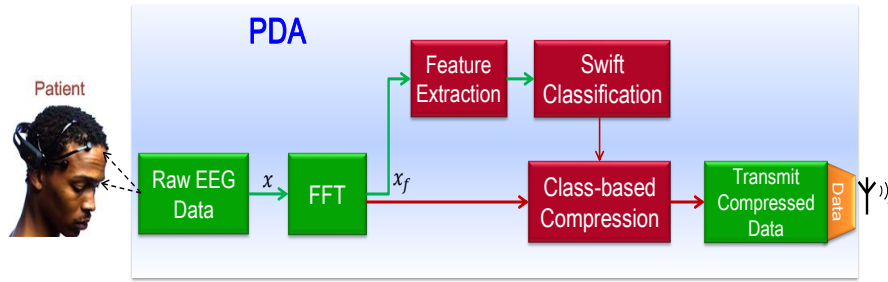 PDA
Patient
Feature
Extraction
Swift
Classification
Raw EEG
Data
x
FFT
x_f
Class-based
Compression
Transmit
Compressed
Data
Data